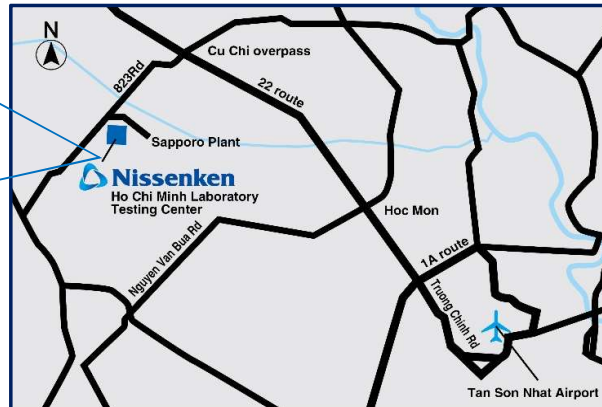 N
Cu Chi overpass
823Rd
22 route
Sapporo Plant
Nissenken
Ho Chi Minh Laboratory
Testing Center
Hoc Mon
Nguyen Van Bua Rd
1A route
Truong Chinh Rd
Tan Son Nhat Airport